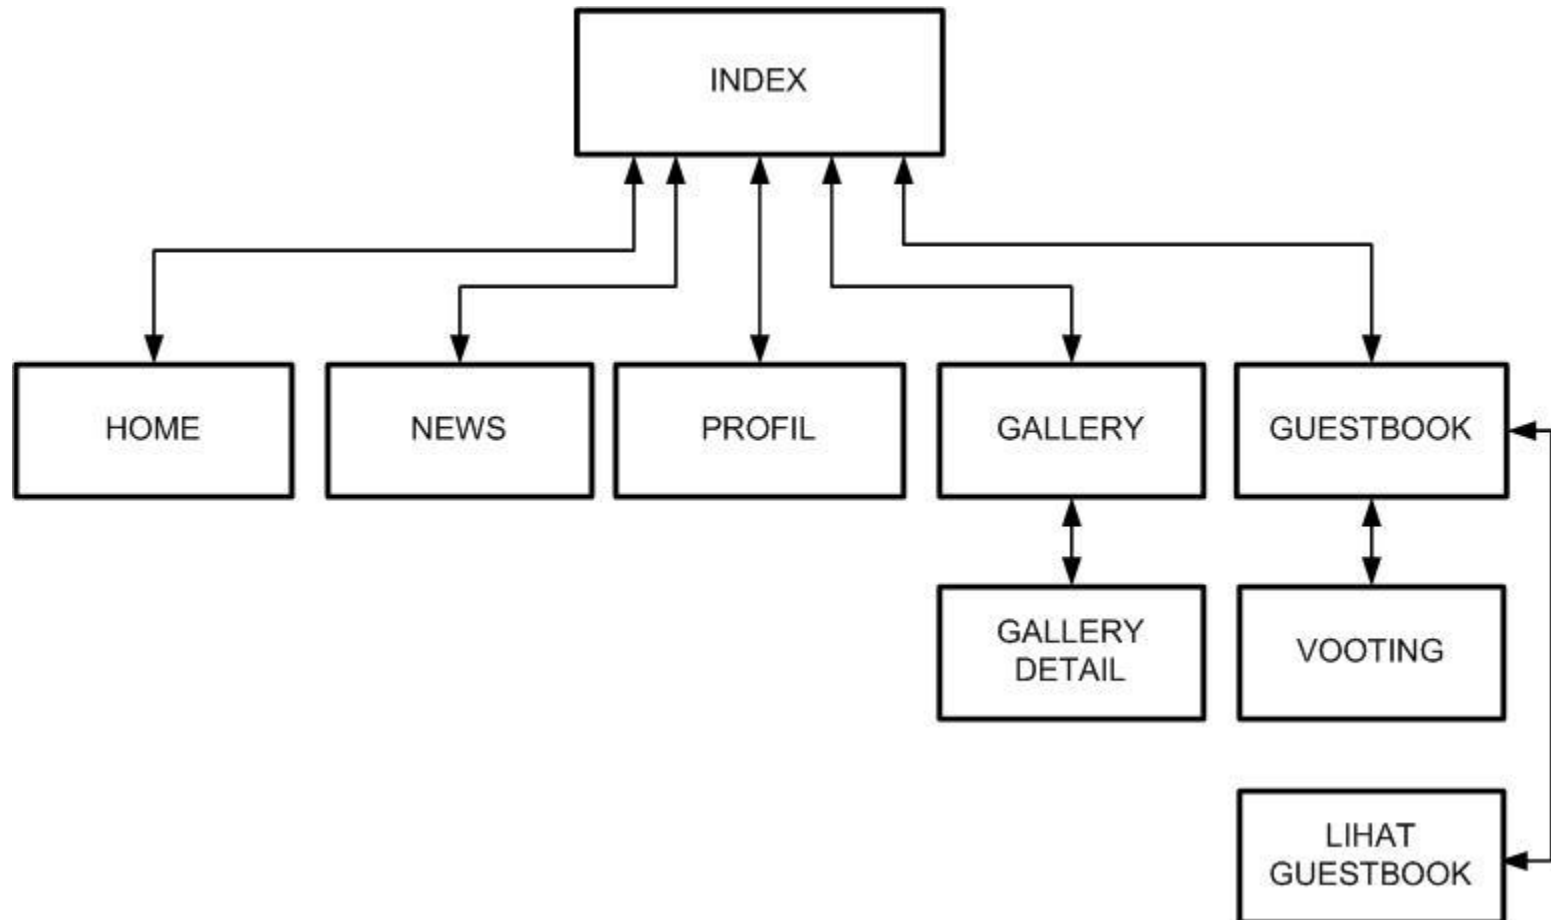 INDEX
HOME
NEWS
PROFIL
GALLERY
GUESTBOOK
GALLERY
DETAIL
VOOTING
LIHAT
GUESTBOOK